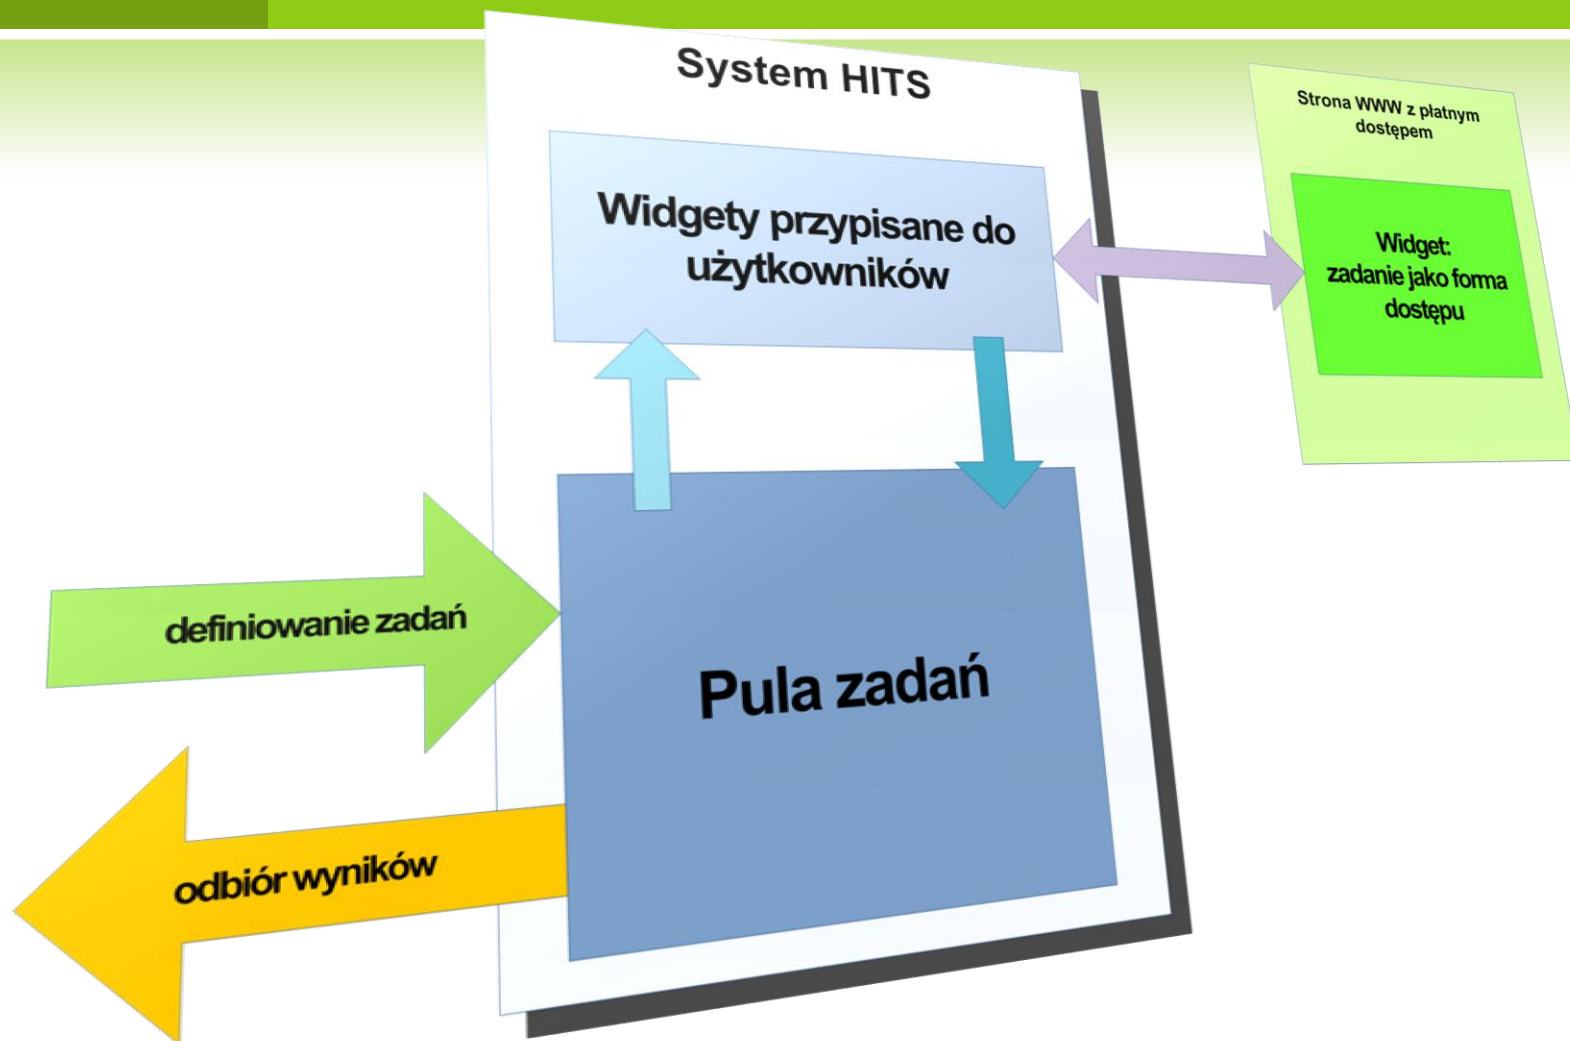 System HITS
Strona WWW z płatnym
dostępem
Widgety przypisane do
użytkowników
Widget:
zadanie jako forma
dostępu
definiowanie zadań
Pula zadań
odbiór wyników